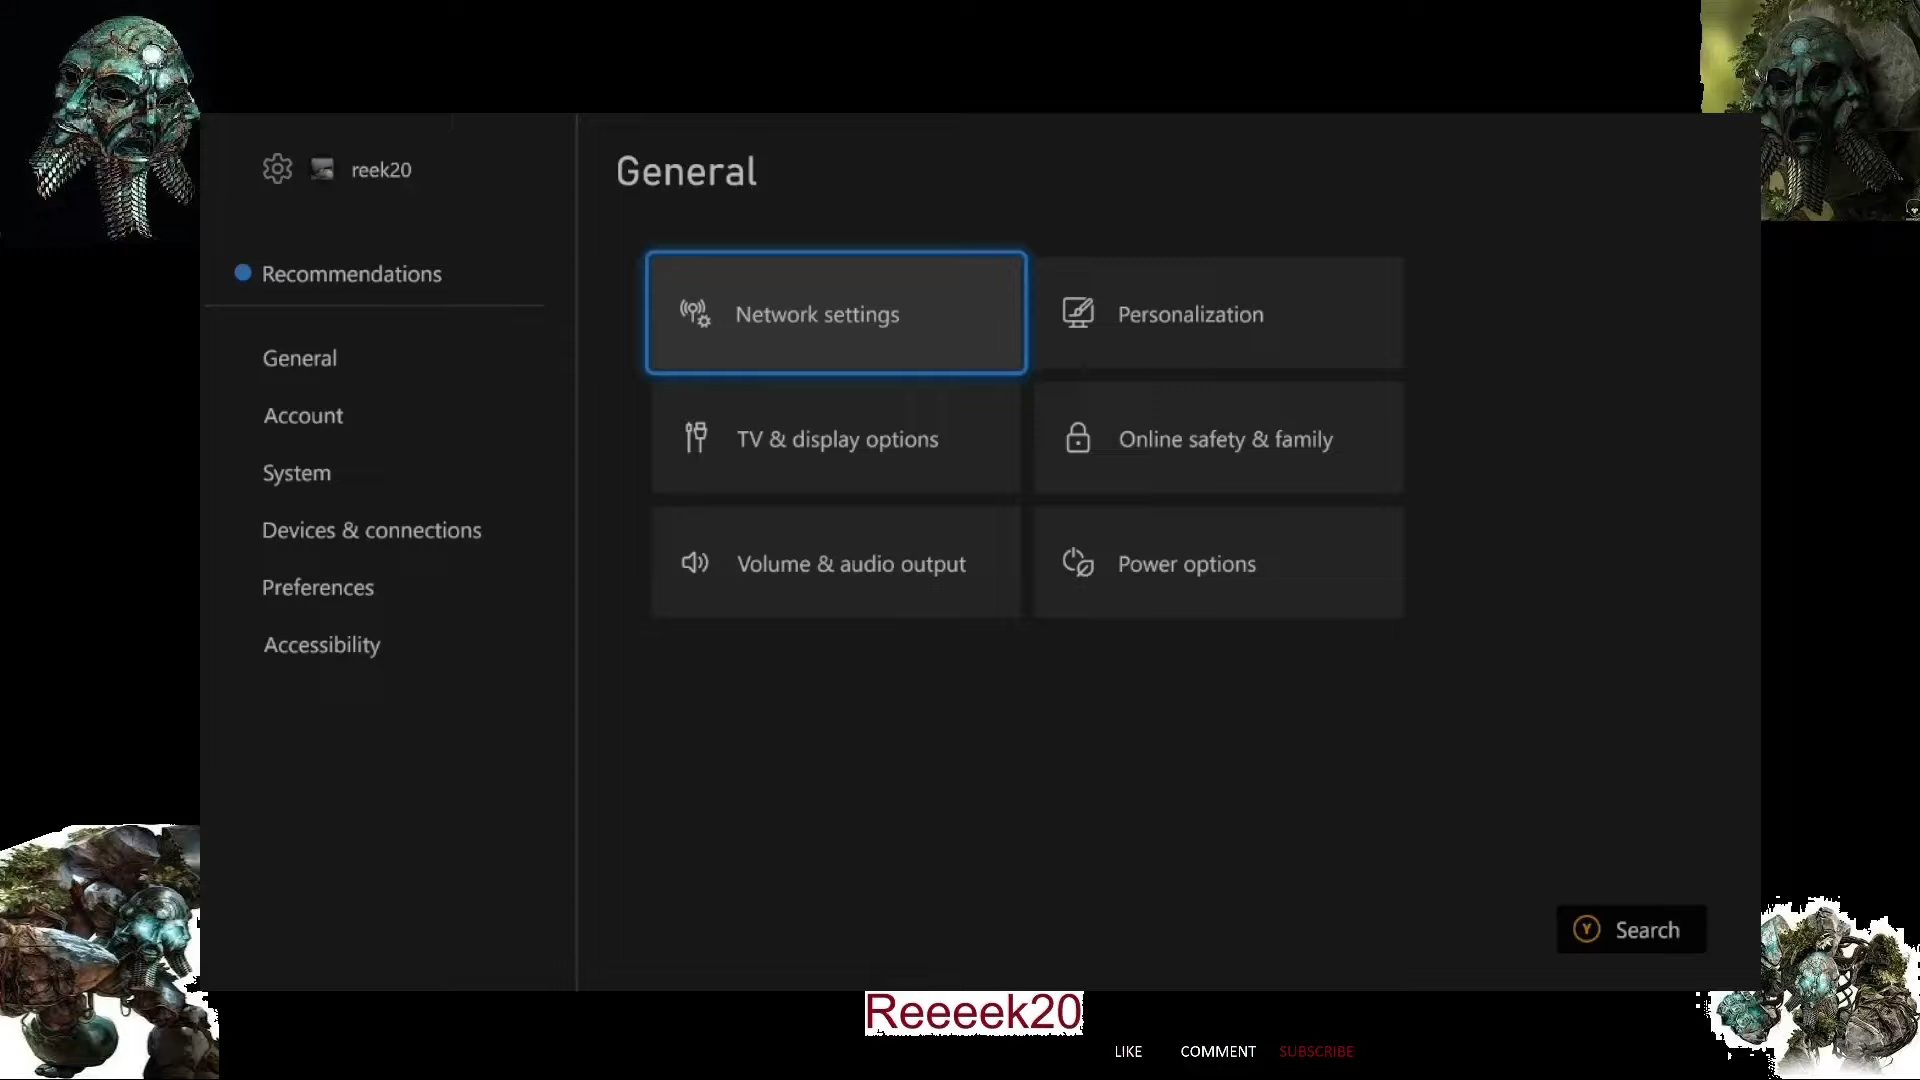 reek20
Recommendations
General
Account
System
Devices & connections
Preferences
Accessibility
General
Network settings
Personalization
TV & display options
Online safety & family
Volume & audio output
Power options
Y Search
Reeeek20
LIKE COMMENT SUBSCRIBE